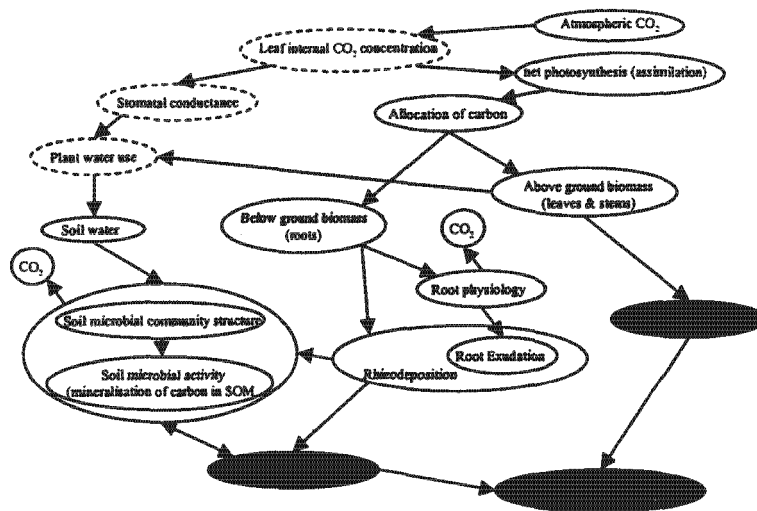 Atmospheric CO₂
Leaf internal CO₂ concentration
net photosynthesis (assimilation)
Stomatal conductance
Allocation of carbon
Plant water use
Above ground biomass
(leaves & stems)
Below ground biomass
(roots)
Soil water
CO₂
CO₂
Root physiology
Soil microbial community structure
Root Exudation
Rhizodeposition
Soil microbial activity
(mineralisation of carbon in SOM